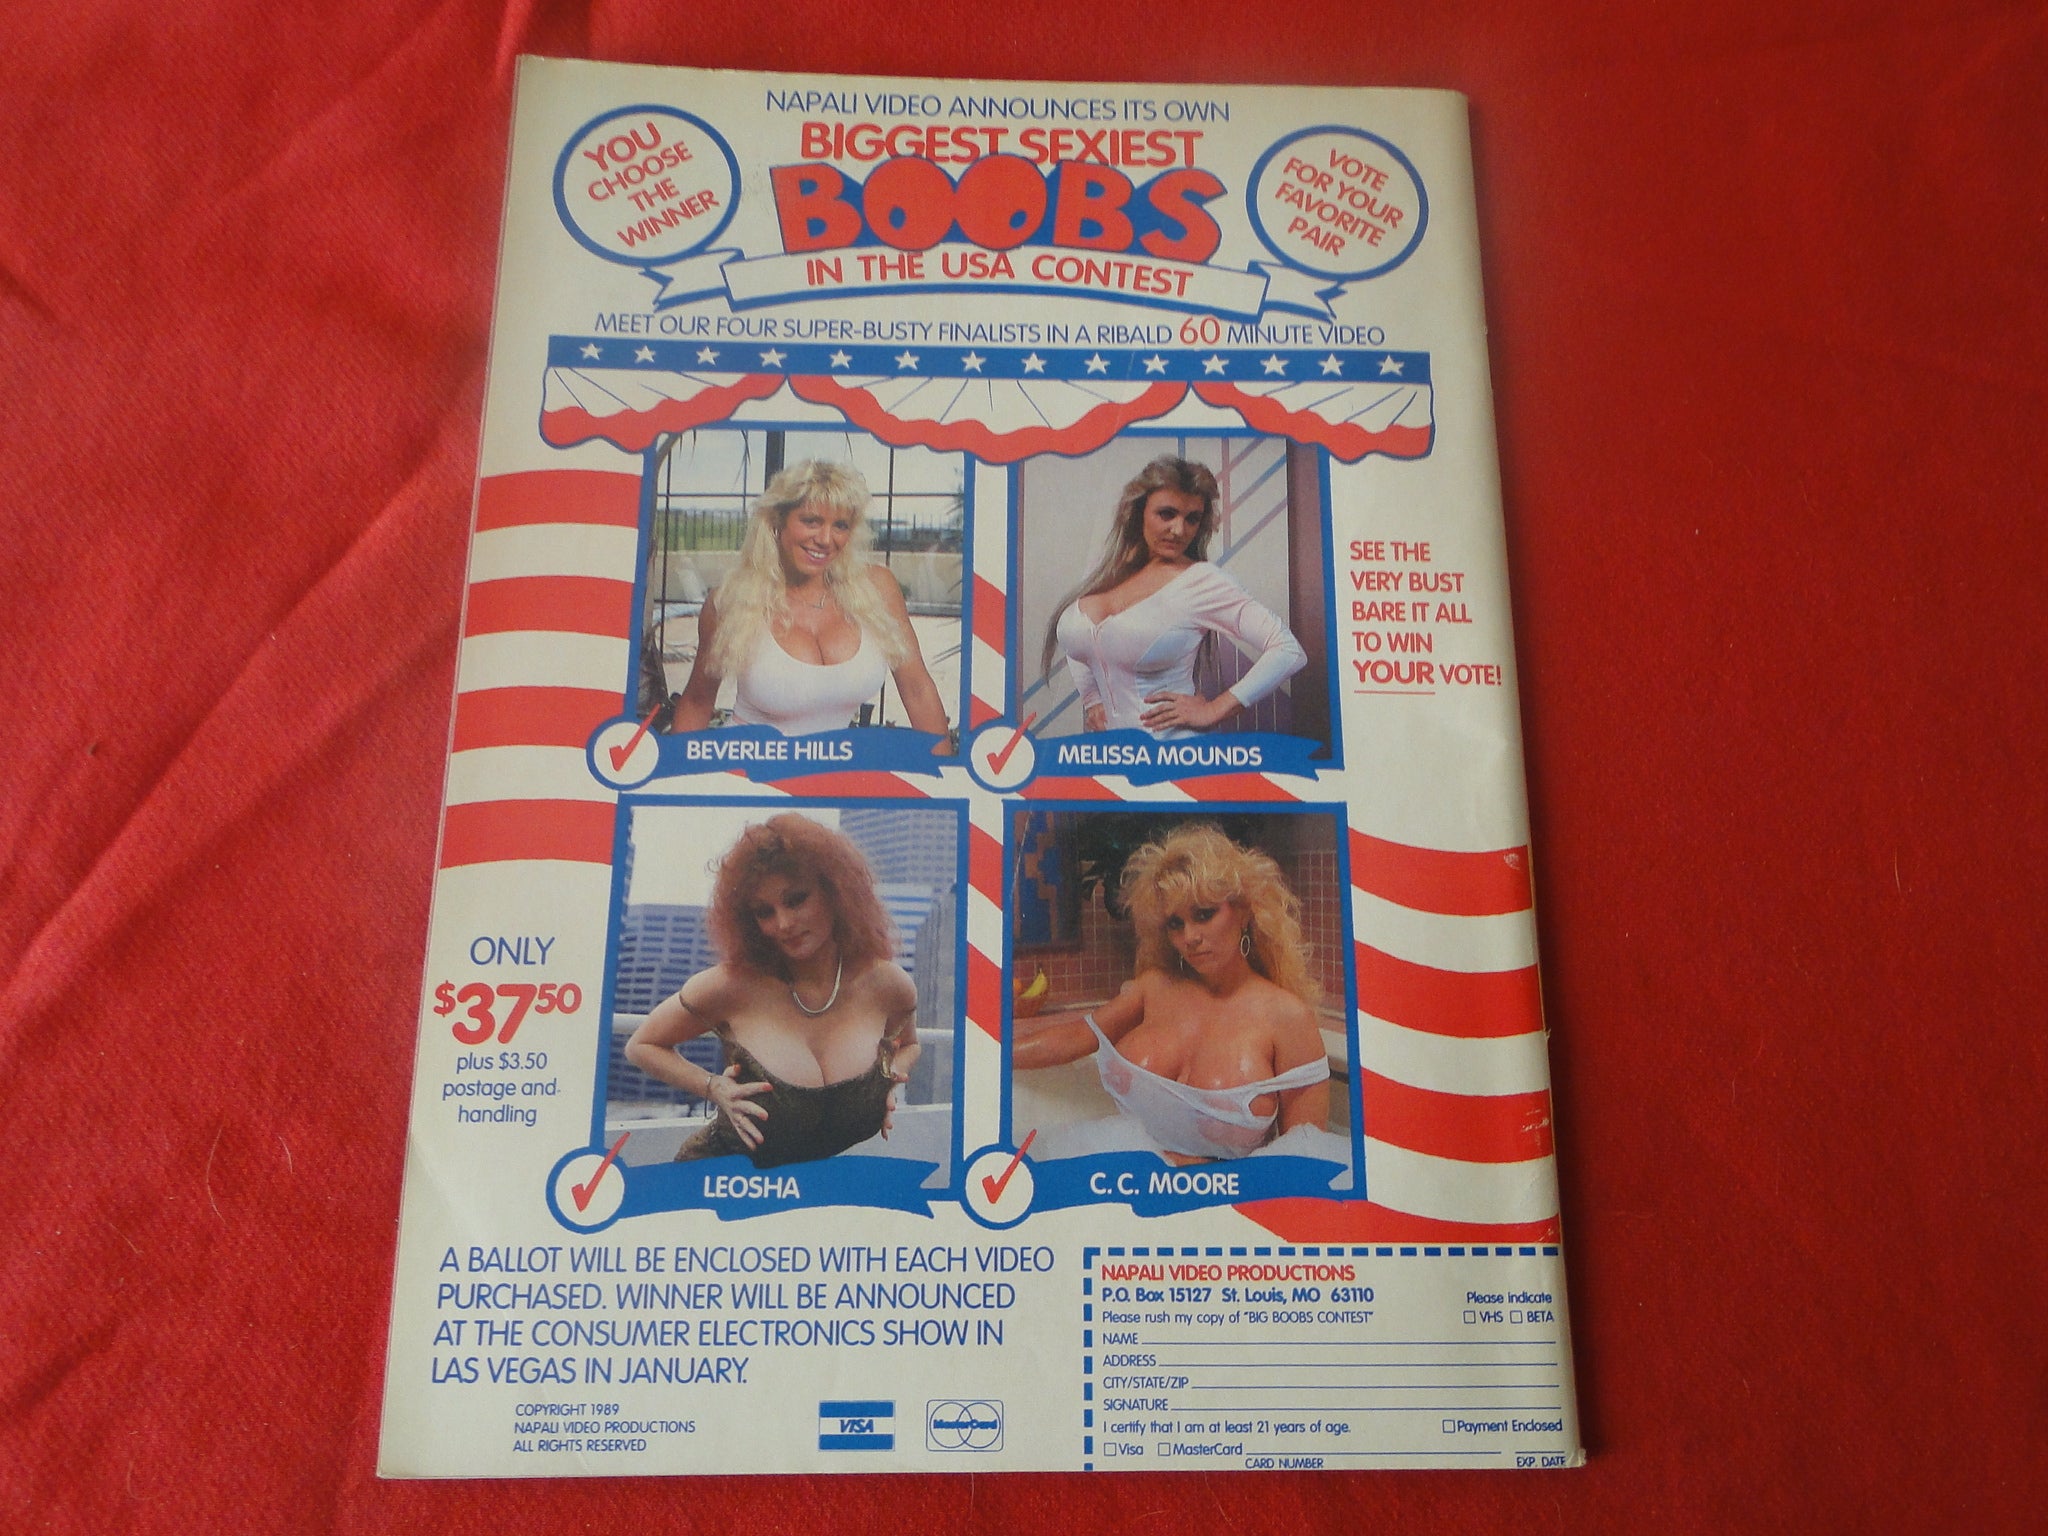 NAPALI VIDEO ANNOUNCES ITS OWN
BIGGEST SEXIEST
BOOBS
IN THE USA CONTEST
YOU
CHOOSE
THE
WINNER
VOTE
FOR YOUR
FAVORITE
PAIR
MEET OUR FOUR SUPER-BUSTY FINALISTS IN A RIBALD 60 MINUTE VIDEO
SEE THE
VERY BUST
BARE IT ALL
TO WIN
YOUR VOTE!
BEVERLEE HILLS
MELISSA MOUNDS
ONLY
$3750
plus $3.50
postage and
handling
LEOSHA
C. C. MOORE
A BALLOT WILL BE ENCLOSED WITH EACH VIDEO
PURCHASED. WINNER WILL BE ANNOUNCED
AT THE CONSUMER ELECTRONICS SHOW IN
LAS VEGAS IN JANUARY.
COPYRIGHT 1989
NAPALI VIDEO PRODUCTIONS
ALL RIGHTS RESERVED
VISA
MasterCard
NAPALI VIDEO PRODUCTIONS
P.O. Box 15127 St. Louis, MO 63110
Please indicate
Please rush my copy of "BIG BOOBS CONTEST"
VHS BETA
NAME
ADDRESS
CITY/STATE/ZIP
SIGNATURE
I certify that I am at least 21 years of age.
Payment Enclosed
Visa MasterCard
CARD NUMBER
EXP. DATE